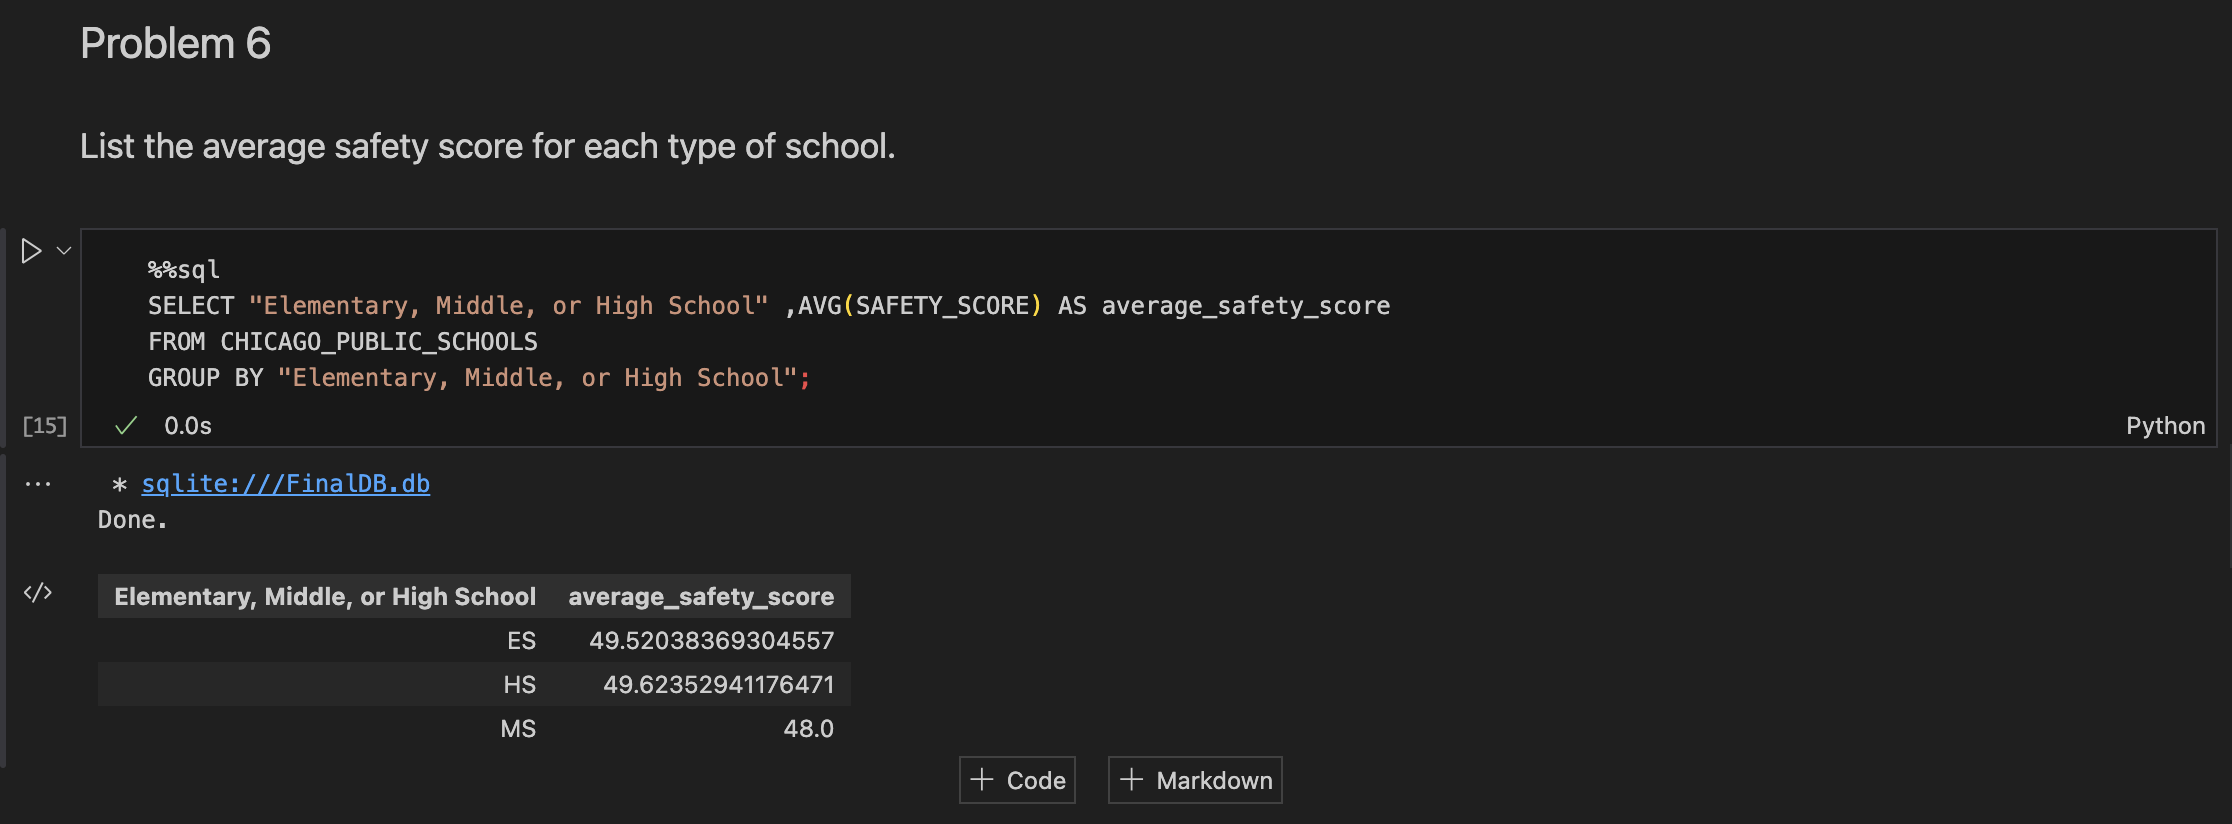 Problem 6
List the average safety score for each type of school.
%%sql
SELECT "Elementary, Middle, or High School" ,AVG(SAFETY_SCORE) AS average_safety_score
FROM CHICAGO_PUBLIC_SCHOOLS
GROUP BY "Elementary, Middle, or High School";
[15] 0.0s Python
* sqlite:///FinalDB.db
Done.
Elementary, Middle, or High School average_safety_score
ES 49.52038369304557
HS 49.62352941176471
MS 48.0
+ Code + Markdown